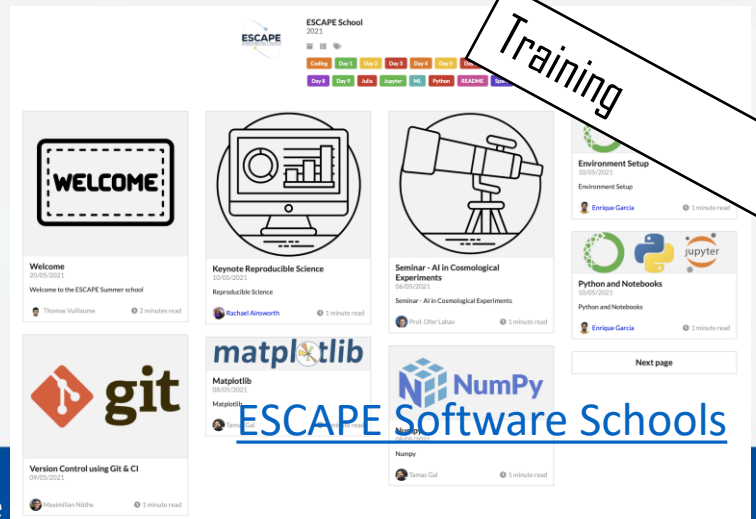 ESCAPE
ESCAPE School
2021
Coding Day 1 Day 2 Day 3 Day 4 Day 5
Day 8 Day 9 Julia Jupyter ML Python README
Training
WELCOME
Welcome
20/05/2021
Welcome to the ESCAPE Summer school
Thomas Vuillaume 2 minutes read
Keynote Reproducible Science
10/05/2021
Reproducible Science
Rachael Ainsworth 1 minute read
Seminar - AI in Cosmological
Experiments
06/05/2021
Seminar - AI in Cosmological Experiments
Prof. Ofer Lahav 1 minute read
Environment Setup
10/05/2021
Environment Setup
Enrique Garcia 1 minute read
jupyter
Python and Notebooks
10/05/2021
Python and Notebooks
Enrique Garcia 1 minute read
Next page
git
Version Control using Git & CI
09/05/2021
Maximilian Nöthe 1 minute read
matplotlib
Matplotlib
08/05/2021
Matplotlib
NumPy
Numpy
Numpy
Tamas Gal 1 minute read
ESCAPE Software Schools